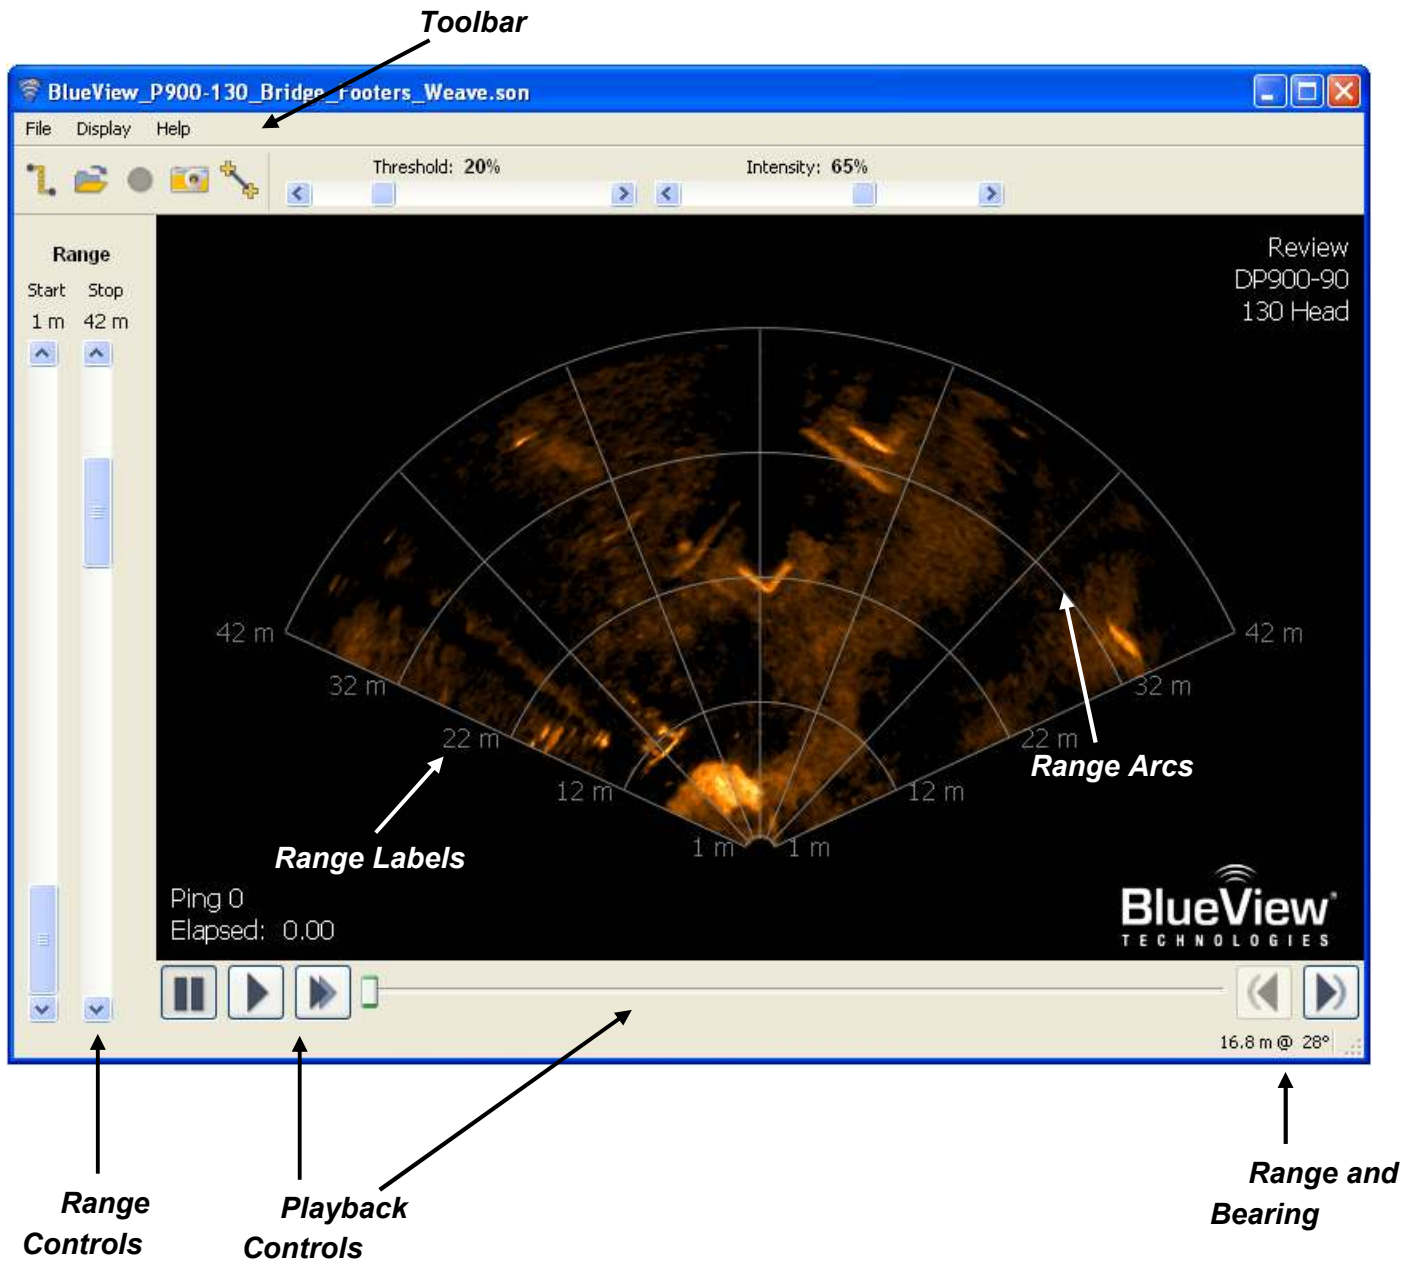 Toolbar
BlueView_P900-130_Bridge_Footers_Weave.son
File Display Help
Threshold: 20% Intensity: 65%
Range
Start Stop
1 m 42 m
Review
DP900-90
130 Head
42 m 42 m
32 m 32 m
22 m 22 m
Range Arcs
12 m 12 m
1 m 1 m
Range Labels
Ping 0
Elapsed: 0.00
BlueView
TECHNOLOGIES
16.8 m @ 28°
Range
Controls
Playback
Controls
Range and
Bearing